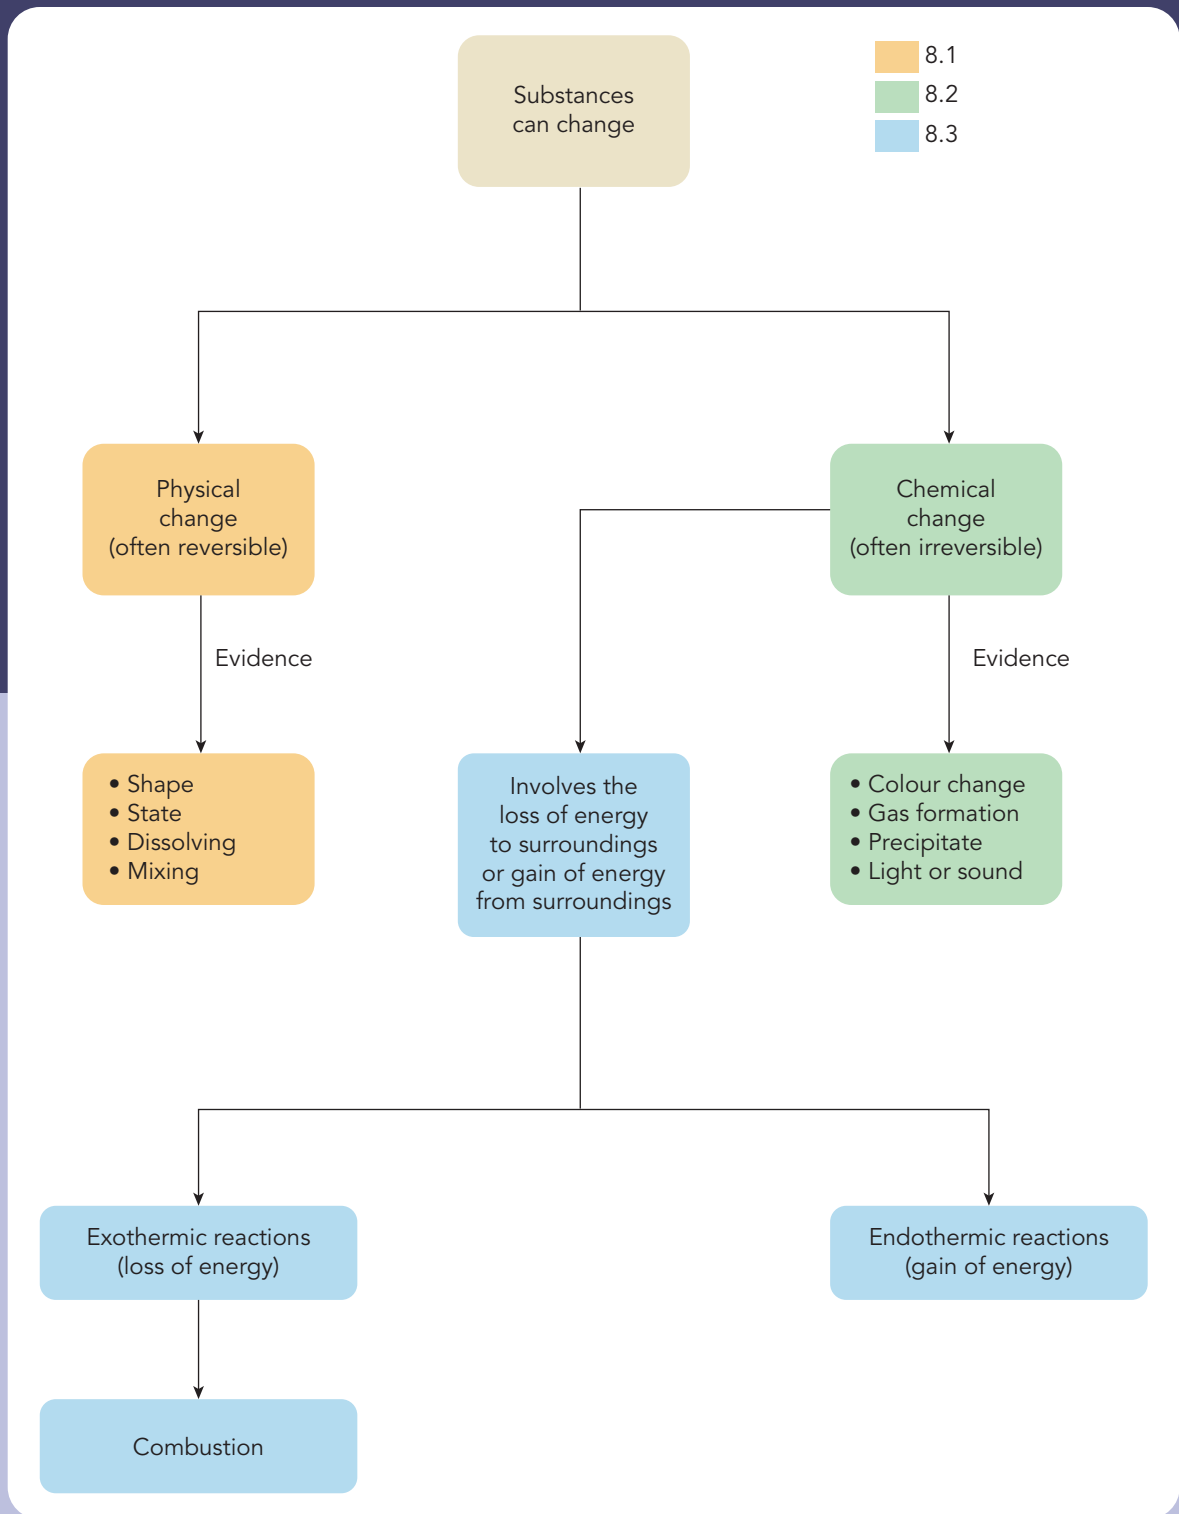 Substances
can change
8.1
8.2
8.3
Physical
change
(often reversible)
Chemical
change
(often irreversible)
Evidence
Evidence
• Shape
• State
• Dissolving
• Mixing
Involves the
loss of energy
to surroundings
or gain of energy
from surroundings
• Colour change
• Gas formation
• Precipitate
• Light or sound
Exothermic reactions
(loss of energy)
Endothermic reactions
(gain of energy)
Combustion